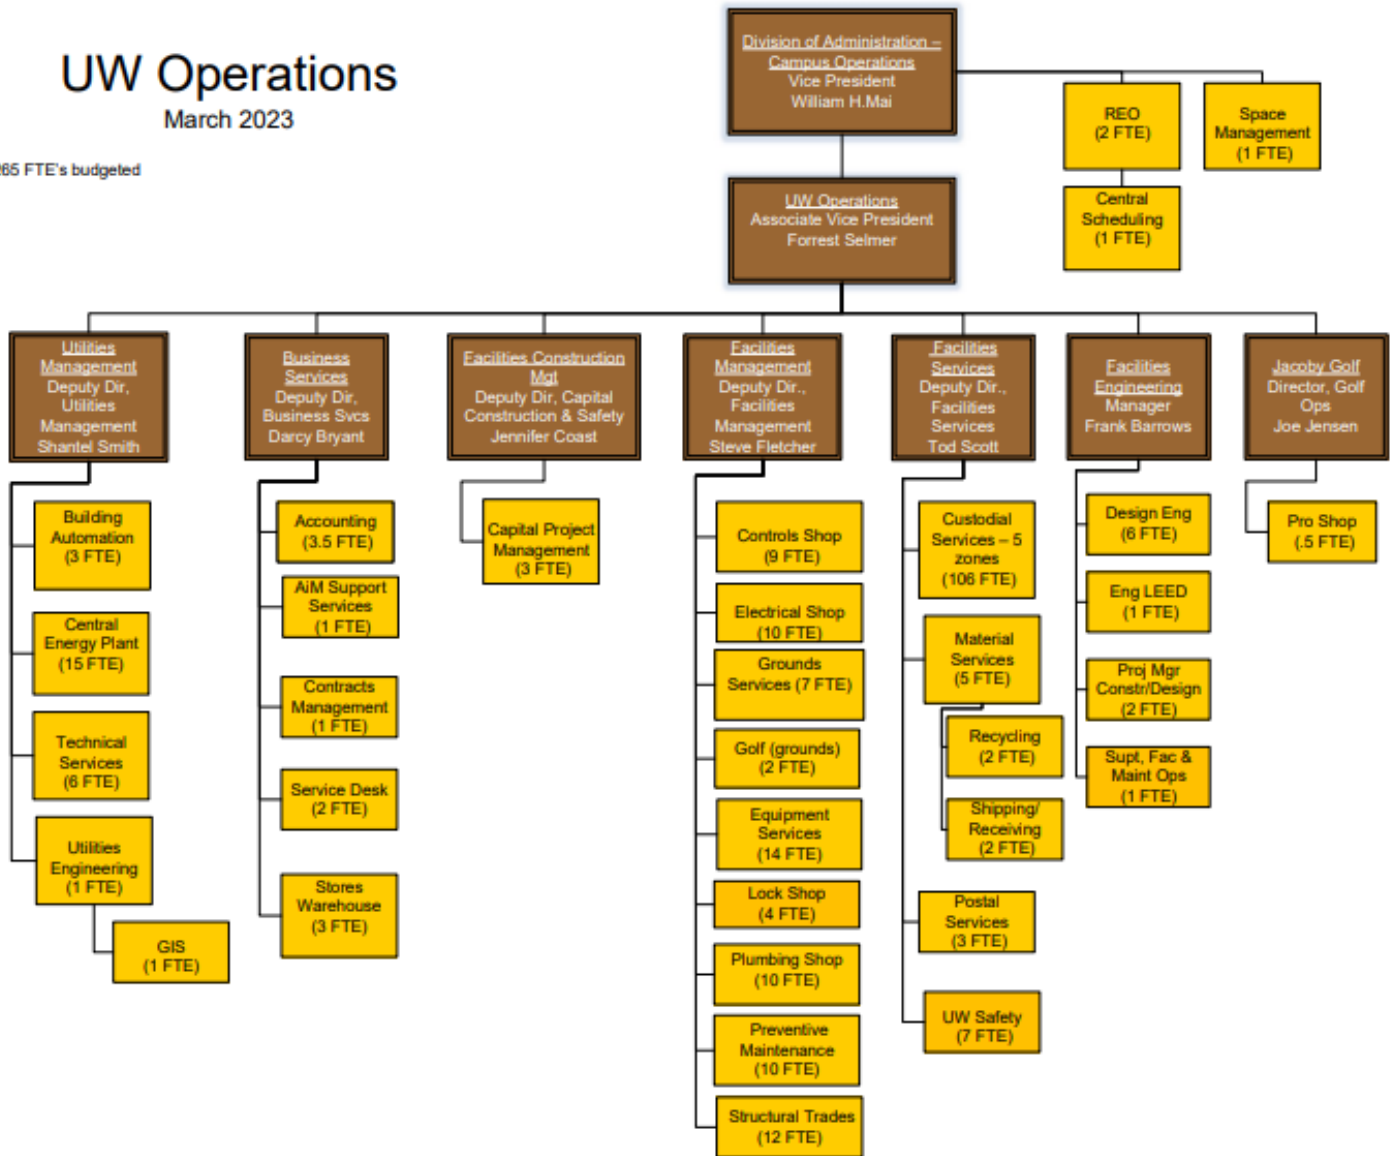 UW Operations
March 2023
265 FTE's budgeted
Division of Administration –
Campus Operations
Vice President
William H.Mai
REO
(2 FTE)
Space
Management
(1 FTE)
Central
Scheduling
(1 FTE)
UW Operations
Associate Vice President
Forrest Selmer
Utilities
Management
Deputy Dir,
Utilities
Management
Shantel Smith
Building
Automation
(3 FTE)
Central
Energy Plant
(15 FTE)
Technical
Services
(6 FTE)
Utilities
Engineering
(1 FTE)
GIS
(1 FTE)
Business
Services
Deputy Dir,
Business Svcs
Darcy Bryant
Accounting
(3.5 FTE)
AiM Support
Services
(1 FTE)
Contracts
Management
(1 FTE)
Service Desk
(2 FTE)
Stores
Warehouse
(3 FTE)
Facilities Construction
Mgt
Deputy Dir, Capital
Construction & Safety
Jennifer Coast
Capital Project
Management
(3 FTE)
Facilities
Management
Deputy Dir.,
Facilities
Management
Steve Fletcher
Controls Shop
(9 FTE)
Electrical Shop
(10 FTE)
Grounds
Services (7 FTE)
Golf (grounds)
(2 FTE)
Equipment
Services
(14 FTE)
Lock Shop
(4 FTE)
Plumbing Shop
(10 FTE)
Preventive
Maintenance
(10 FTE)
Structural Trades
(12 FTE)
Facilities
Services
Deputy Dir.,
Facilities
Services
Tod Scott
Custodial
Services – 5
zones
(106 FTE)
Material
Services
(5 FTE)
Recycling
(2 FTE)
Shipping/
Receiving
(2 FTE)
Postal
Services
(3 FTE)
UW Safety
(7 FTE)
Facilities
Engineering
Manager
Frank Barrows
Design Eng
(6 FTE)
Eng LEED
(1 FTE)
Proj Mgr
Constr/Design
(2 FTE)
Supt, Fac &
Maint Ops
(1 FTE)
Jacoby Golf
Director, Golf
Ops
Joe Jensen
Pro Shop
(.5 FTE)